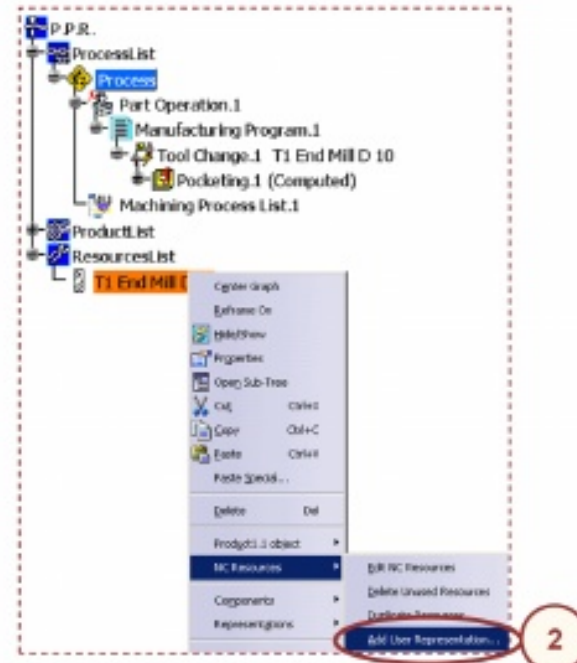 P.P.R.
ProcessList
Process
Part Operation.1
Manufacturing Program.1
Tool Change.1 T1 End Mill D 10
Pocketing.1 (Computed)
Machining Process List.1
ProductList
ResourcesList
T1 End Mill D
Center Graph
Reframe On
Hide/Show
Properties
Open Sub-Tree
Cut Ctrl+X
Copy Ctrl+C
Paste Ctrl+V
Paste Special...
Delete Del
Product1.1 object
NC Resources
Edit NC Resources
Delete Unused Resources
Components
Duplicate Resources
Representations
Add User Representation...
2